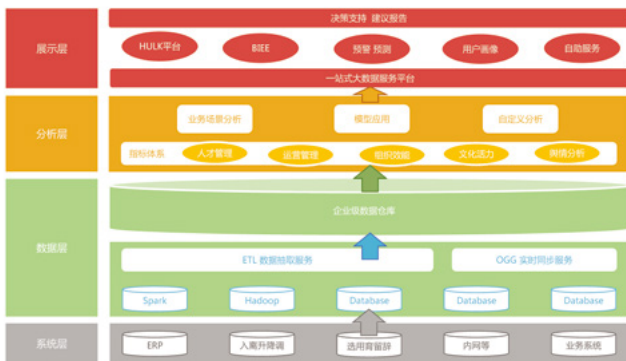 决策支持 建议报告
展示层
HULK平台
BIEE
预警 预测
用户画像
自助服务
一站式大数据服务平台
分析层
业务场景分析
模型应用
自定义分析
指标体系
人才管理
运营管理
组织效能
文化活力
舆情分析
数据层
企业级数据仓库
ETL 数据抽取服务
OGG 实时同步服务
Spark
Hadoop
Database
Database
Database
系统层
ERP
入离升降调
选用育留辞
内网等
业务系统